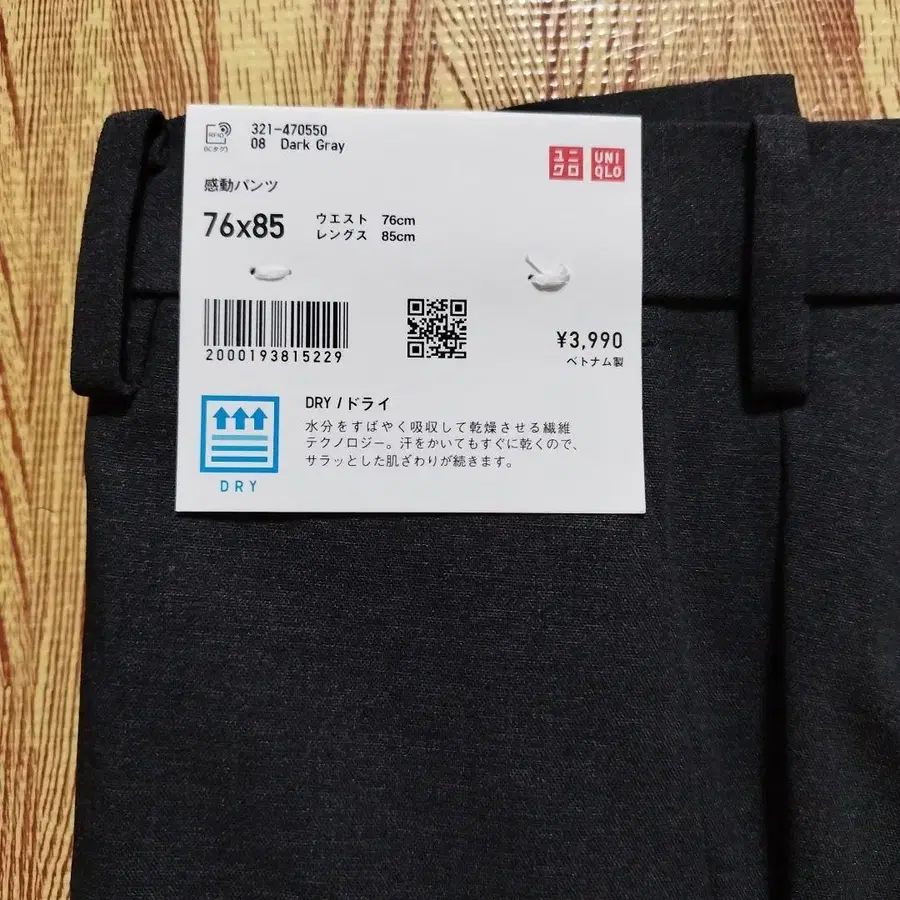 RFID
ICタグ
321-470550
08 Dark Gray
ユニ
クロ
UNI
QLO
感動パンツ
76x85
ウエスト 76cm
レングス 85cm
2000193815229
¥3,990
ベトナム製
DRY
DRY / ドライ
水分をすばやく吸収して乾燥させる繊維
テクノロジー。汗をかいてもすぐに乾くので、
サラッとした肌ざわりが続きます。